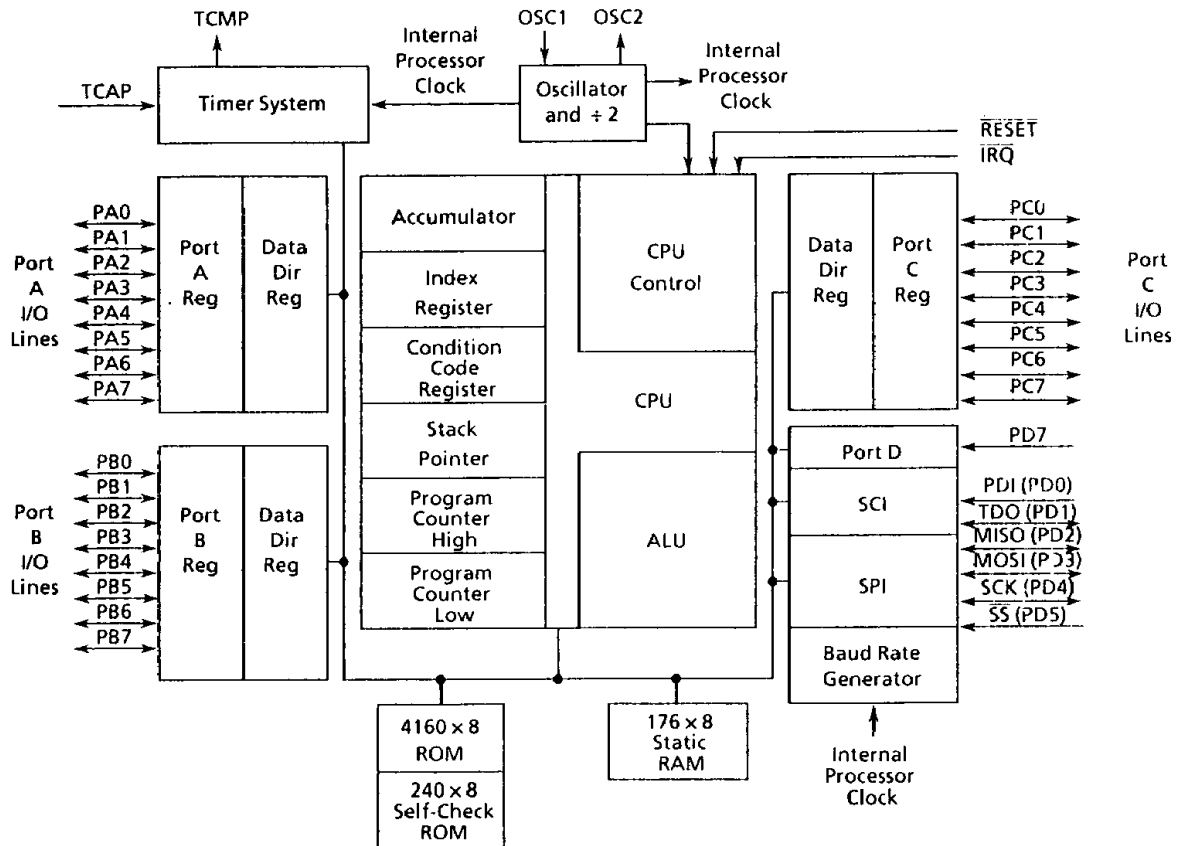 TCMP
OSC1
OSC2
Internal
Processor
Clock
Internal
Processor
Clock
TCAP
Timer System
Oscillator
and ÷ 2
RESET
IRQ
Port
A
I/O
Lines
PA0
PA1
PA2
PA3
PA4
PA5
PA6
PA7
Port
A
Reg
Data
Dir
Reg
Accumulator
Index
Register
Condition
Code
Register
Stack
Pointer
Program
Counter
High
Program
Counter
Low
CPU
Control
CPU
ALU
Data
Dir
Reg
Port
C
Reg
PC0
PC1
PC2
PC3
PC4
PC5
PC6
PC7
Port
C
I/O
Lines
Port
B
I/O
Lines
PB0
PB1
PB2
PB3
PB4
PB5
PB6
PB7
Port
B
Reg
Data
Dir
Reg
Port D
SCI
SPI
Baud Rate
Generator
PD7
PDI (PD0)
TDO (PD1)
MISO (PD2)
MOSI (PD3)
SCK (PD4)
SS (PD5)
Internal
Processor
Clock
4160 × 8
ROM
240 × 8
Self-Check
ROM
176 × 8
Static
RAM